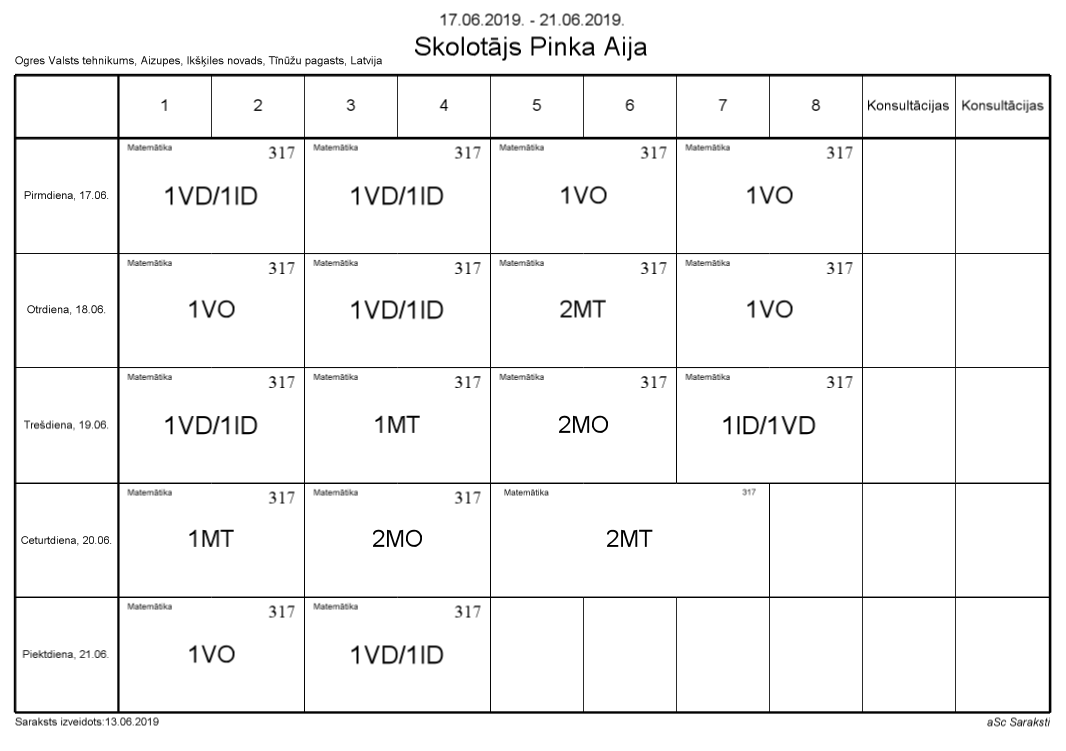 17.06.2019. - 21.06.2019.
Skolotājs Pinka Aija
Ogres Valsts tehnikums, Aizupes, Ikšķiles novads, Tīnūžu pagasts, Latvija
1 2 3 4 5 6 7 8 Konsultācijas Konsultācijas
Matemātika 317 Matemātika 317 Matemātika 317 Matemātika 317
Pirmdiena, 17.06. 1VD/1ID 1VD/1ID 1VO 1VO
Matemātika 317 Matemātika 317 Matemātika 317 Matemātika 317
Otrdiena, 18.06. 1VO 1VD/1ID 2MT 1VO
Matemātika 317 Matemātika 317 Matemātika 317 Matemātika 317
Trešdiena, 19.06. 1VD/1ID 1MT 2MO 1ID/1VD
Matemātika 317 Matemātika 317 Matemātika 317
Ceturtdiena, 20.06. 1MT 2MO 2MT
Matemātika 317 Matemātika 317
Piektdiena, 21.06. 1VO 1VD/1ID
Saraksts izveidots:13.06.2019 aSc Saraksti